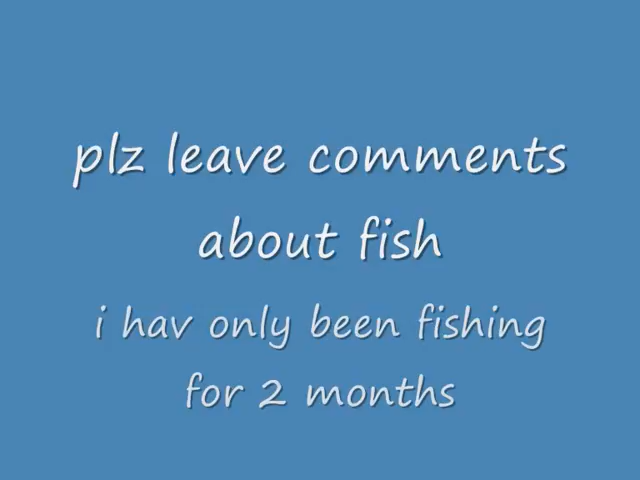 plz leave comments
about fish
i hav only been fishing
for 2 months